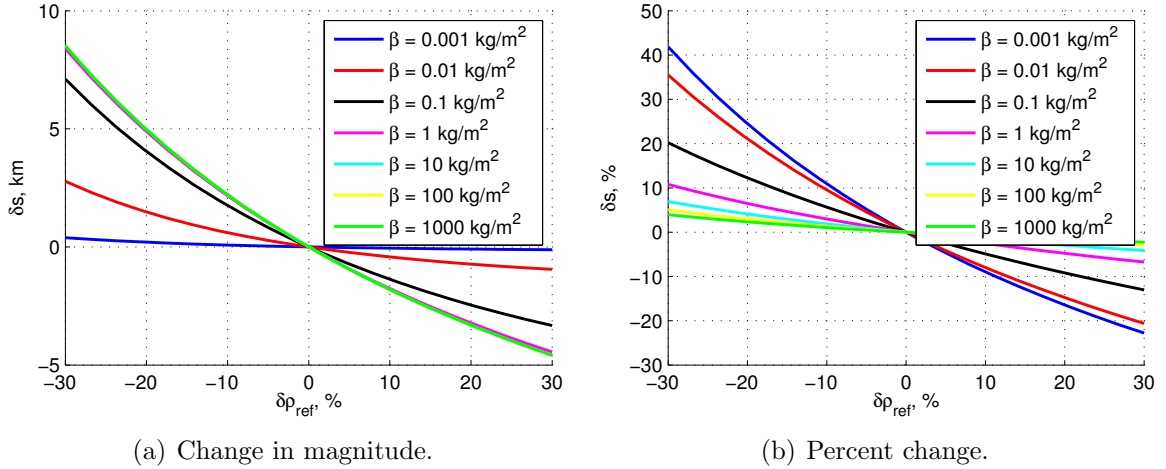 10
5
0
−5
−30
−20
−10
0
10
20
30
δs, km
δρref, %
β = 0.001 kg/m²
β = 0.01 kg/m²
β = 0.1 kg/m²
β = 1 kg/m²
β = 10 kg/m²
β = 100 kg/m²
β = 1000 kg/m²
(a) Change in magnitude.
50
40
30
20
10
0
−10
−20
−30
−30
−20
−10
0
10
20
30
δs, %
δρref, %
β = 0.001 kg/m²
β = 0.01 kg/m²
β = 0.1 kg/m²
β = 1 kg/m²
β = 10 kg/m²
β = 100 kg/m²
β = 1000 kg/m²
(b) Percent change.